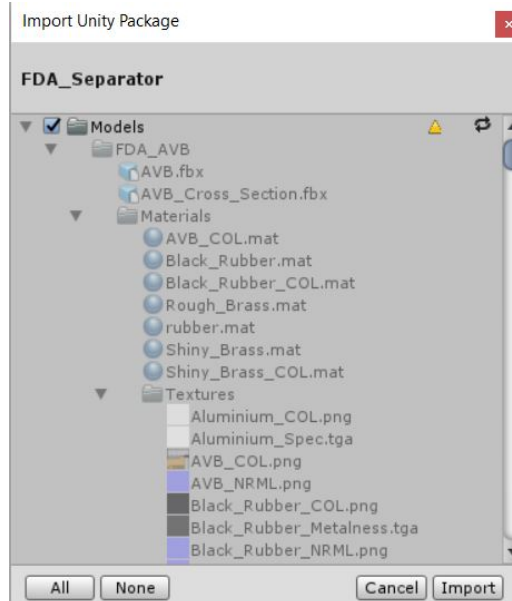 Import Unity Package
FDA_Separator
Models
FDA_AVB
AVB.fbx
AVB_Cross_Section.fbx
Materials
AVB_COL.mat
Black_Rubber.mat
Black_Rubber_COL.mat
Rough_Brass.mat
rubber.mat
Shiny_Brass.mat
Shiny_Brass_COL.mat
Textures
Aluminium_COL.png
Aluminium_Spec.tga
AVB_COL.png
AVB_NRML.png
Black_Rubber_COL.png
Black_Rubber_Metalness.tga
Black_Rubber_NRML.png
All None Cancel Import